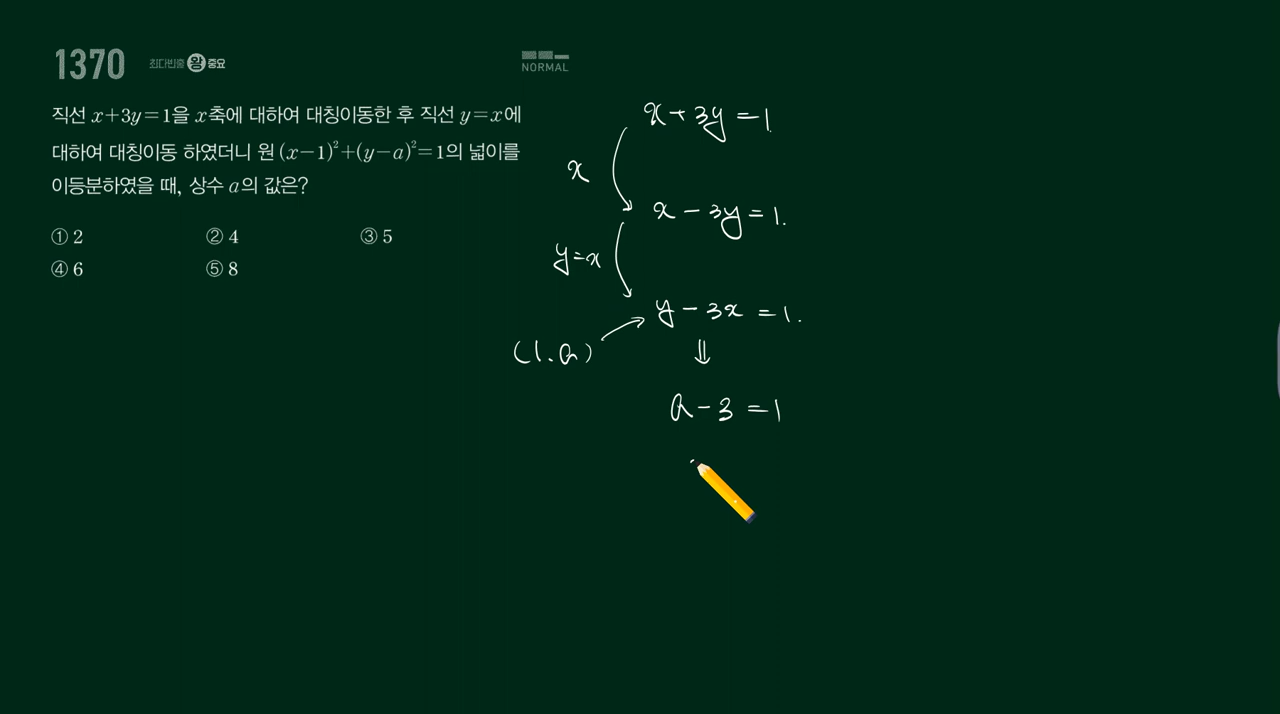 1370 최다빈출 왕 중요
NORMAL
직선 x+3y=1을 x축에 대하여 대칭이동한 후 직선 y=x에
대하여 대칭이동 하였더니 원 (x-1)²+(y-a)²=1의 넓이를
이등분하였을 때, 상수 a의 값은?
① 2 ② 4 ③ 5
④ 6 ⑤ 8
x+3y=1.
x
x-3y=1.
y=x
y-3x=1.
(1.a)
⇓
a-3=1